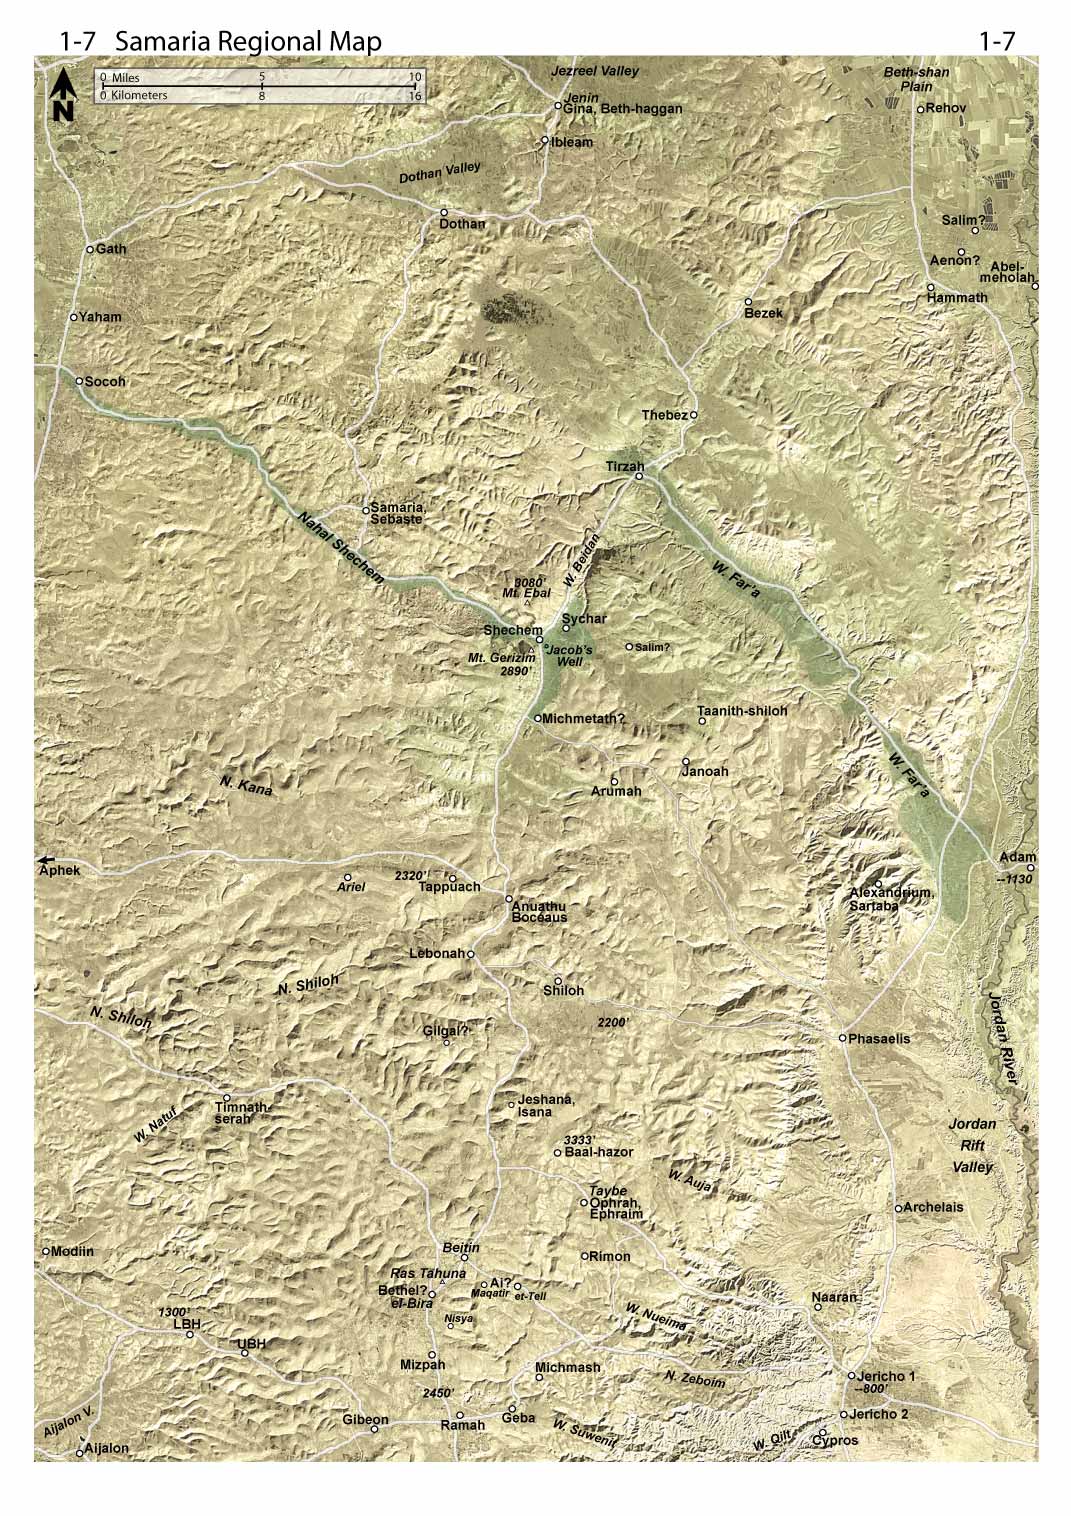 1-7 Samaria Regional Map
1-7
0 Miles 5 10
0 Kilometers 8 16
N
Jezreel Valley
Beth-shan
Plain
Jenin
Gina, Beth-haggan
Rehov
Ibleam
Dothan Valley
Dothan
Salim?
Gath
Aenon?
Abel-
meholah
Hammath
Yaham
Bezek
Socoh
Thebez
Tirzah
Samaria,
Sebaste
Nahal Shechem
W. Beidan
W. Far'a
3080'
Mt. Ebal
Sychar
Shechem
Jacob's
Well
Salim?
Mt. Gerizim
2890'
Michmetath?
Taanith-shiloh
Janoah
Arumah
N. Kana
W. Far'a
Aphek
Adam
--1130
2320'
Ariel
Tappuach
Alexandrium,
Sartaba
Anuathu
Boceaus
Lebonah
Shiloh
N. Shiloh
N. Shiloh
2200'
Gilgal?
Jordan River
Phasaelis
Timnath-
serah
W. Natuf
Jeshana,
Isana
Jordan
Rift
Valley
3333'
Baal-hazor
W. Auja
Taybe
Ophrah,
Ephraim
Archelais
Modiin
Beitin
Rimon
Ras Tahuna
Bethel?
el-Bira
Ai?
Maqatir
et-Tell
Naaran
Nisya
1300'
LBH
UBH
W. Nueima
Mizpah
Michmash
N. Zeboim
Jericho 1
--800'
2450'
Jericho 2
Aijalon V.
Gibeon
Ramah
Geba
W. Suwenit
W. Qilt
Cypros
Aijalon